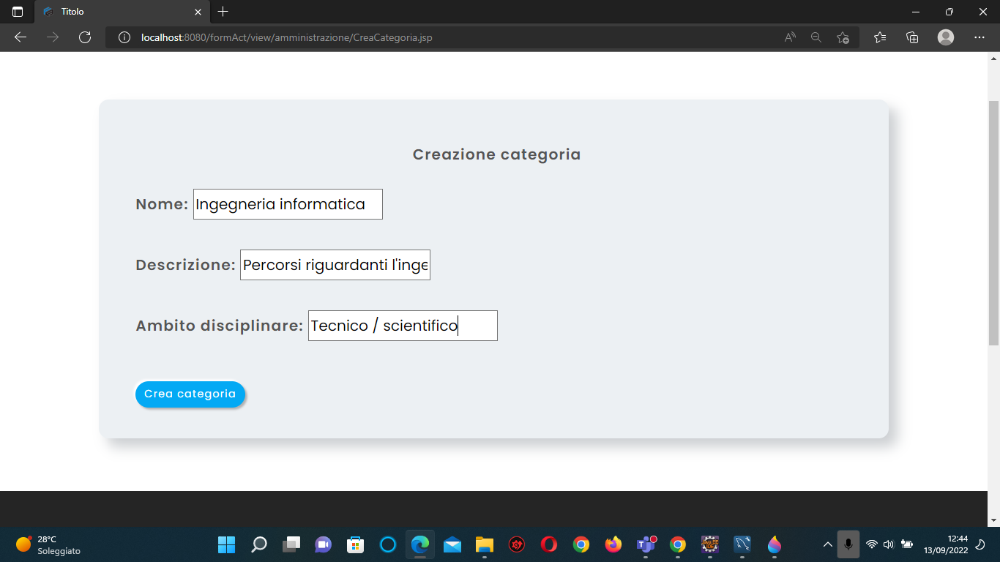 Titolo
localhost:8080/formAct/view/amministrazione/CreaCategoria.jsp
Creazione categoria
Nome: Ingegneria informatica
Descrizione: Percorsi riguardanti l'inge
Ambito disciplinare: Tecnico / scientifico
Crea categoria
28°C
Soleggiato
12:44
13/09/2022